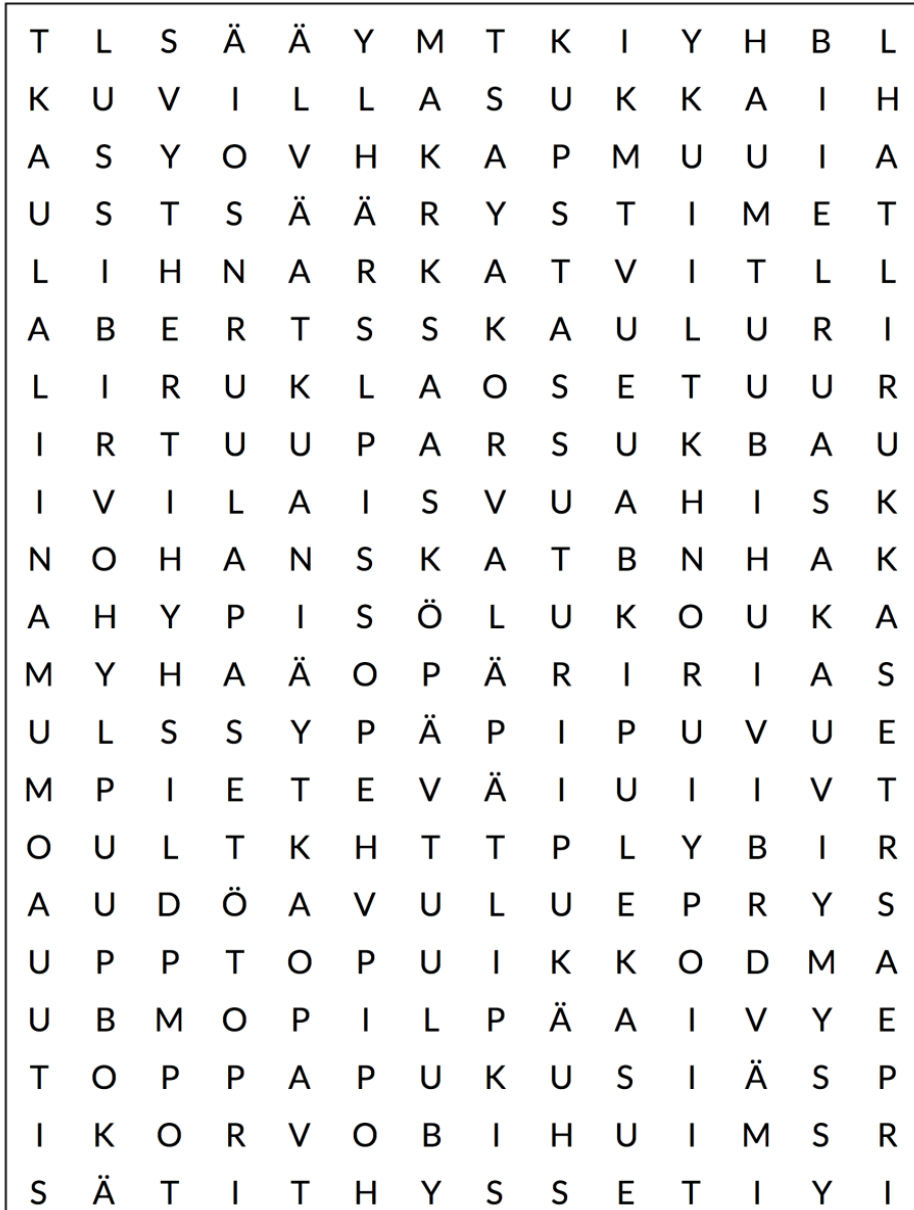 T L S Ä Ä Y M T K I Y H B L
K U V I L L A S U K K A I H
A S Y O V H K A P M U U I A
U S T S Ä Ä R Y S T I M E T
L I H N A R K A T V I T L L
A B E R T S S K A U L U R I
L I R U K L A O S E T U U R
I R T U U P A R S U K B A U
I V I L A I S V U A H I S K
N O H A N S K A T B N H A K
A H Y P I S Ö L U K O U K A
M Y H A Ä O P Ä R I R I A S
U L S S Y P Ä P I P U V U E
M P I E T E V Ä I U I I V T
O U L T K H T T P L Y B I R
A U D Ö A V U L U E P R Y S
U P P T O P U I K K O D M A
U B M O P I L P Ä A I V Y E
T O P P A P U K U S I Ä S P
I K O R V O B I H U I M S R
S Ä T I T H Y S S E T I Y I